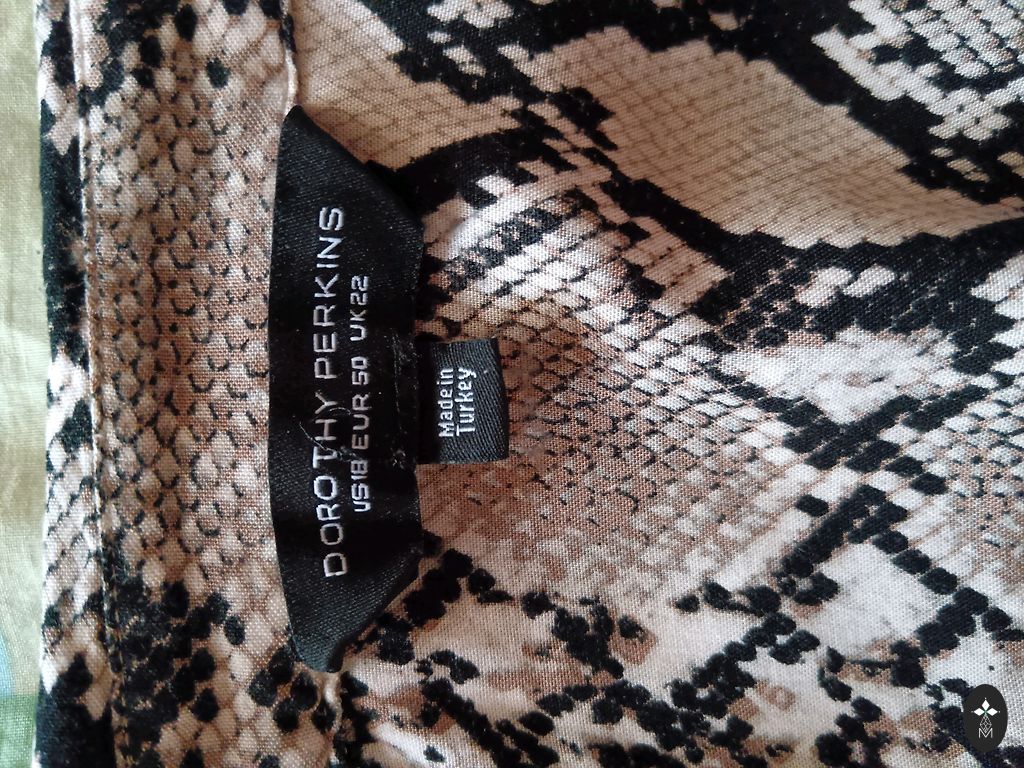 DOROTHY PERKINS
US18 EUR 50 UK22
Made in
Turkey